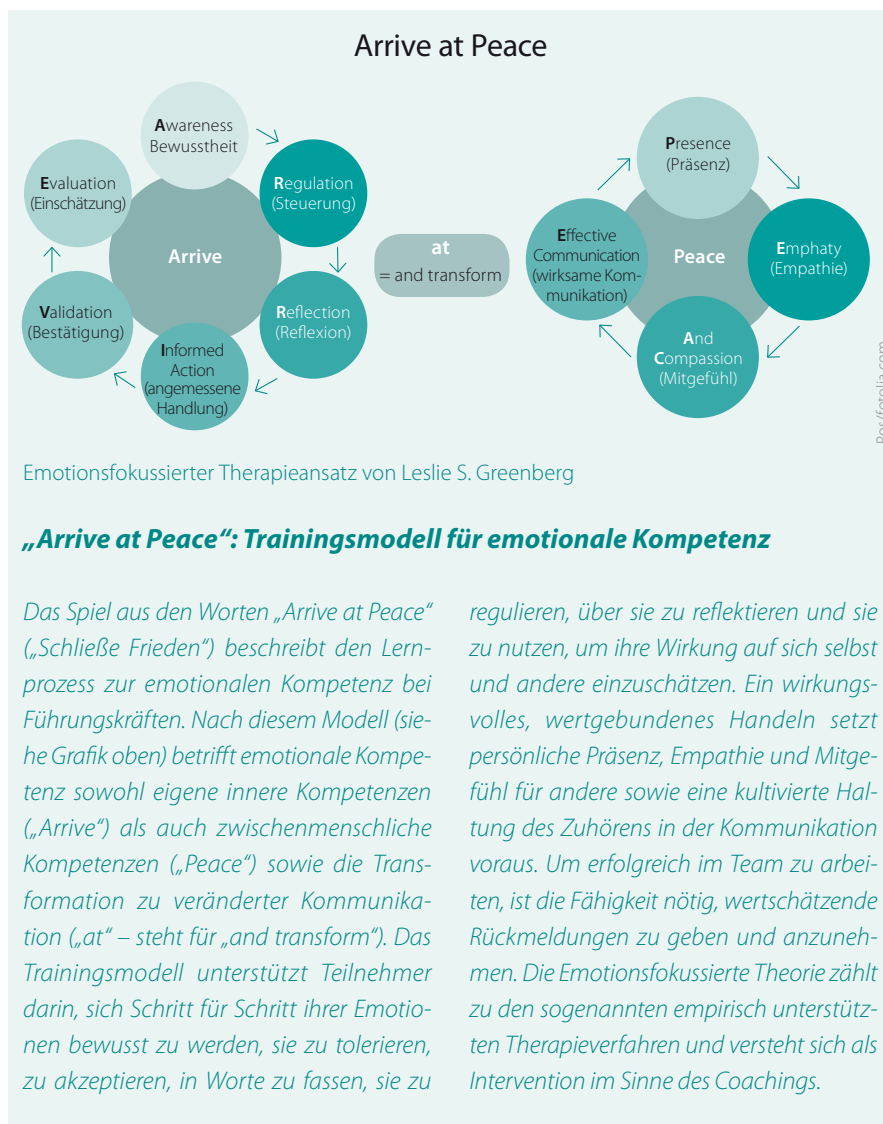 Arrive at Peace
Awareness
Bewusstheit
Regulation
(Steuerung)
Reflection
(Reflexion)
Informed
Action
(angemessene
Handlung)
Validation
(Bestätigung)
Evaluation
(Einschätzung)
Arrive
at
= and transform
Presence
(Präsenz)
Emphaty
(Empathie)
And
Compassion
(Mitgefühl)
Effective
Communication
(wirksame Kom-
munikation)
Peace
/fotolia.com
Emotionsfokussierter Therapieansatz von Leslie S. Greenberg
„Arrive at Peace“: Trainingsmodell für emotionale Kompetenz
Das Spiel aus den Worten „Arrive at Peace“
(„Schließe Frieden“) beschreibt den Lern-
prozess zur emotionalen Kompetenz bei
Führungskräften. Nach diesem Modell (sie-
he Grafik oben) betrifft emotionale Kompe-
tenz sowohl eigene innere Kompetenzen
(„Arrive“) als auch zwischenmenschliche
Kompetenzen („Peace“) sowie die Trans-
formation zu veränderter Kommunika-
tion („at“ – steht für „and transform“). Das
Trainingsmodell unterstützt Teilnehmer
darin, sich Schritt für Schritt ihrer Emotio-
nen bewusst zu werden, sie zu tolerieren,
zu akzeptieren, in Worte zu fassen, sie zu
regulieren, über sie zu reflektieren und sie
zu nutzen, um ihre Wirkung auf sich selbst
und andere einzuschätzen. Ein wirkungs-
volles, wertgebundenes Handeln setzt
persönliche Präsenz, Empathie und Mitge-
fühl für andere sowie eine kultivierte Hal-
tung des Zuhörens in der Kommunikation
voraus. Um erfolgreich im Team zu arbei-
ten, ist die Fähigkeit nötig, wertschätzende
Rückmeldungen zu geben und anzuneh-
men. Die Emotionsfokussierte Theorie zählt
zu den sogenannten empirisch unterstütz-
ten Therapieverfahren und versteht sich als
Intervention im Sinne des Coachings.